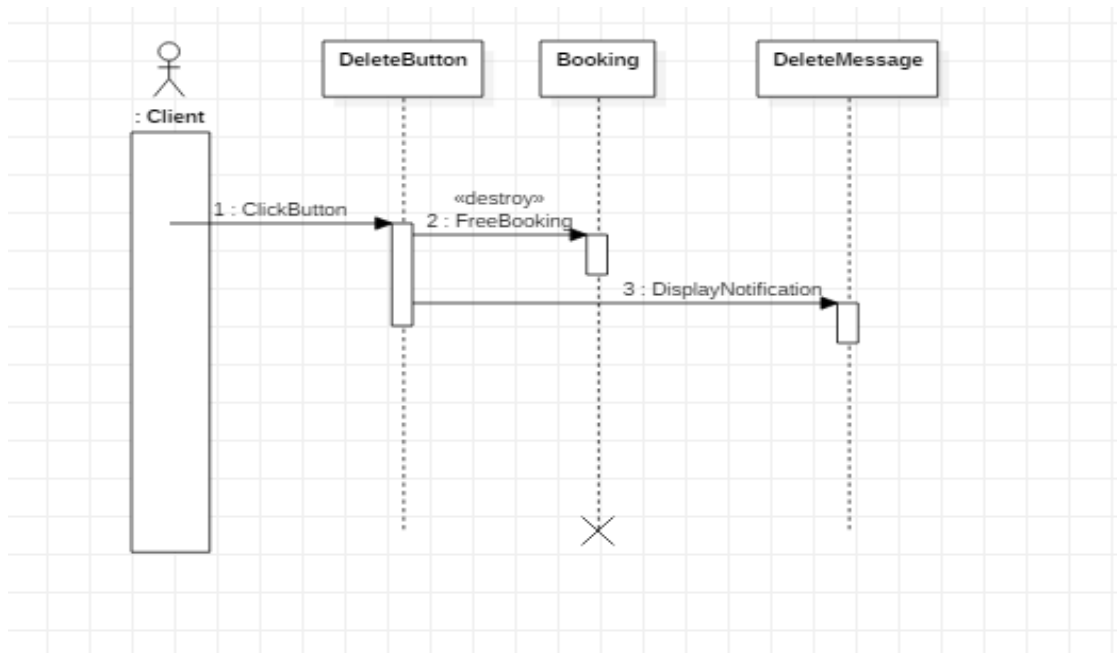 DeleteButton
Booking
DeleteMessage
: Client
1 : ClickButton
«destroy»
2 : FreeBooking
3 : DisplayNotification